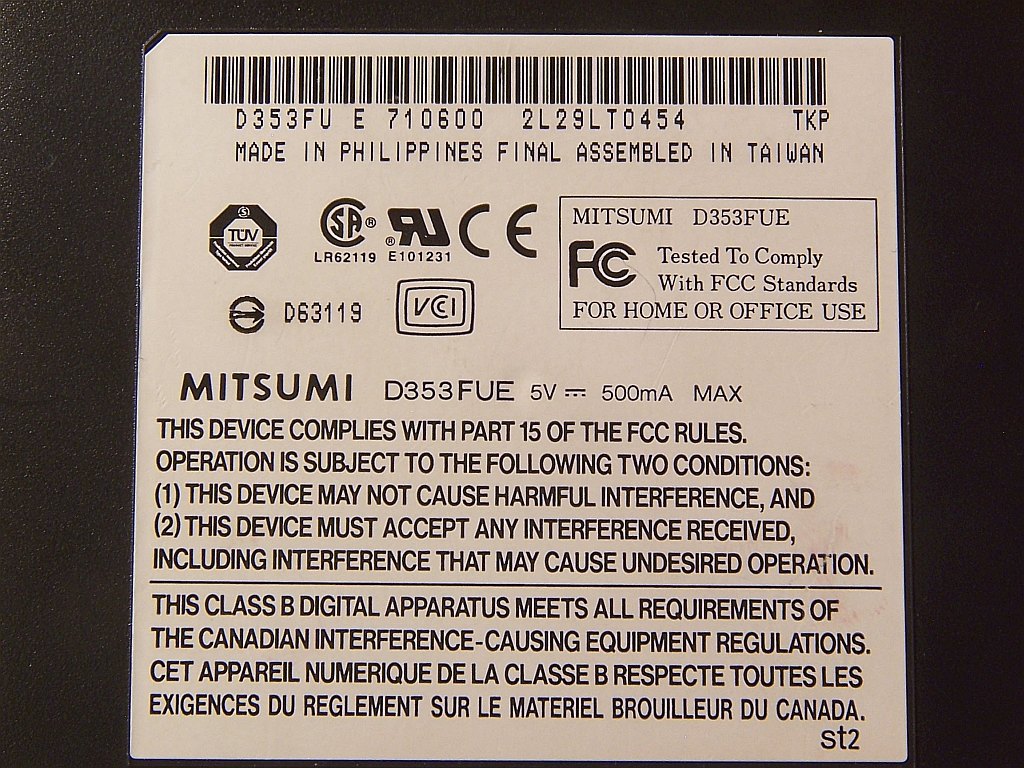 D353FU E 710600 2L29LT0454 TKP
MADE IN PHILIPPINES FINAL ASSEMBLED IN TAIWAN
TÜV
SA ®
LR62119
® RU
E101231
CE
MITSUMI D353FUE
FC Tested To Comply
With FCC Standards
FOR HOME OR OFFICE USE
D63119
VCI
MITSUMI D353FUE 5V ⎓ 500mA MAX
THIS DEVICE COMPLIES WITH PART 15 OF THE FCC RULES.
OPERATION IS SUBJECT TO THE FOLLOWING TWO CONDITIONS:
(1) THIS DEVICE MAY NOT CAUSE HARMFUL INTERFERENCE, AND
(2) THIS DEVICE MUST ACCEPT ANY INTERFERENCE RECEIVED,
INCLUDING INTERFERENCE THAT MAY CAUSE UNDESIRED OPERATION.
THIS CLASS B DIGITAL APPARATUS MEETS ALL REQUIREMENTS OF
THE CANADIAN INTERFERENCE-CAUSING EQUIPMENT REGULATIONS.
CET APPAREIL NUMERIQUE DE LA CLASSE B RESPECTE TOUTES LES
EXIGENCES DU REGLEMENT SUR LE MATERIEL BROUILLEUR DU CANADA.
st2